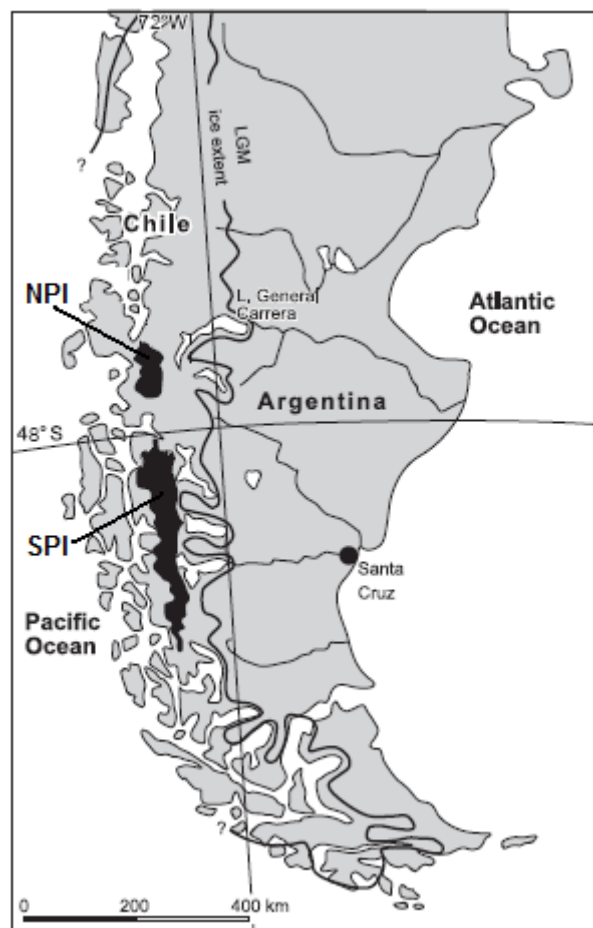 72°W
LGM
ice extent
?
Chile
NPI
L, General
Carrera
Atlantic
Ocean
Argentina
48° S
SPI
Santa
Cruz
Pacific
Ocean
?
0 200 400 km